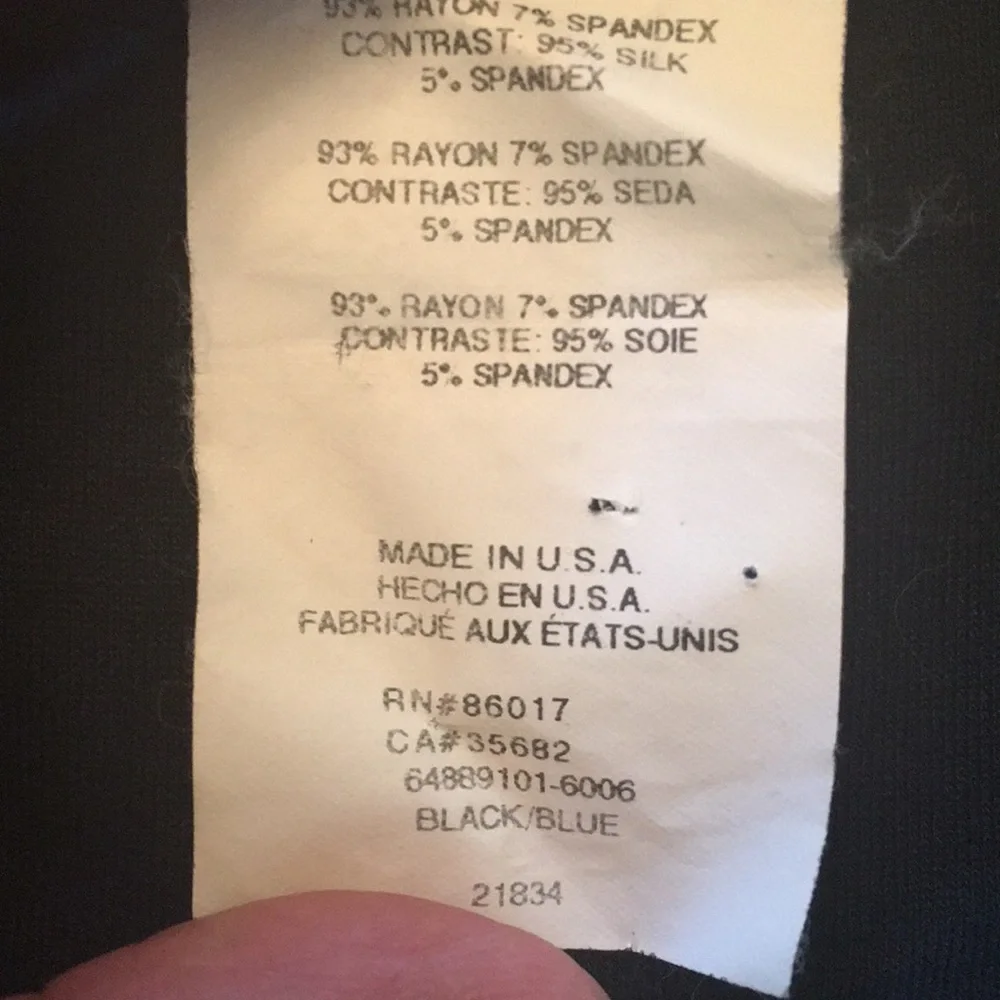 93% RAYON 7% SPANDEX
CONTRAST: 95% SILK
5% SPANDEX
93% RAYON 7% SPANDEX
CONTRASTE: 95% SEDA
5% SPANDEX
93% RAYON 7% SPANDEX
CONTRASTE: 95% SOIE
5% SPANDEX
MADE IN U.S.A.
HECHO EN U.S.A.
FABRIQUÉ AUX ÉTATS-UNIS
RN#86017
CA#35682
64889101-6006
BLACK/BLUE
21834